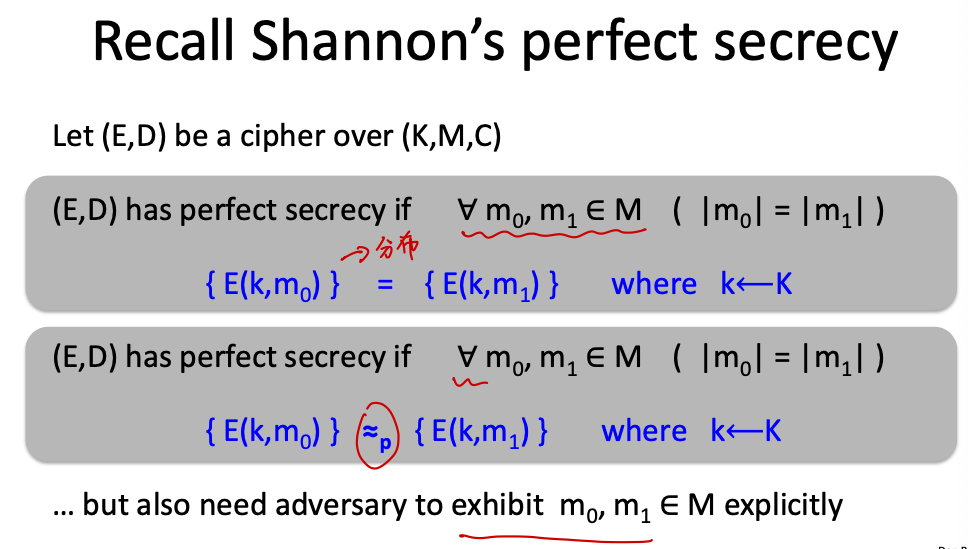 Recall Shannon's perfect secrecy
Let (E,D) be a cipher over (K,M,C)
(E,D) has perfect secrecy if ∀ m₀, m₁ ∈ M ( |m₀| = |m₁| )
→分布
{ E(k,m₀) } = { E(k,m₁) } where k⟵K
(E,D) has perfect secrecy if ∀ m₀, m₁ ∈ M ( |m₀| = |m₁| )
{ E(k,m₀) } ≈ₚ { E(k,m₁) } where k⟵K
… but also need adversary to exhibit m₀, m₁ ∈ M explicitly